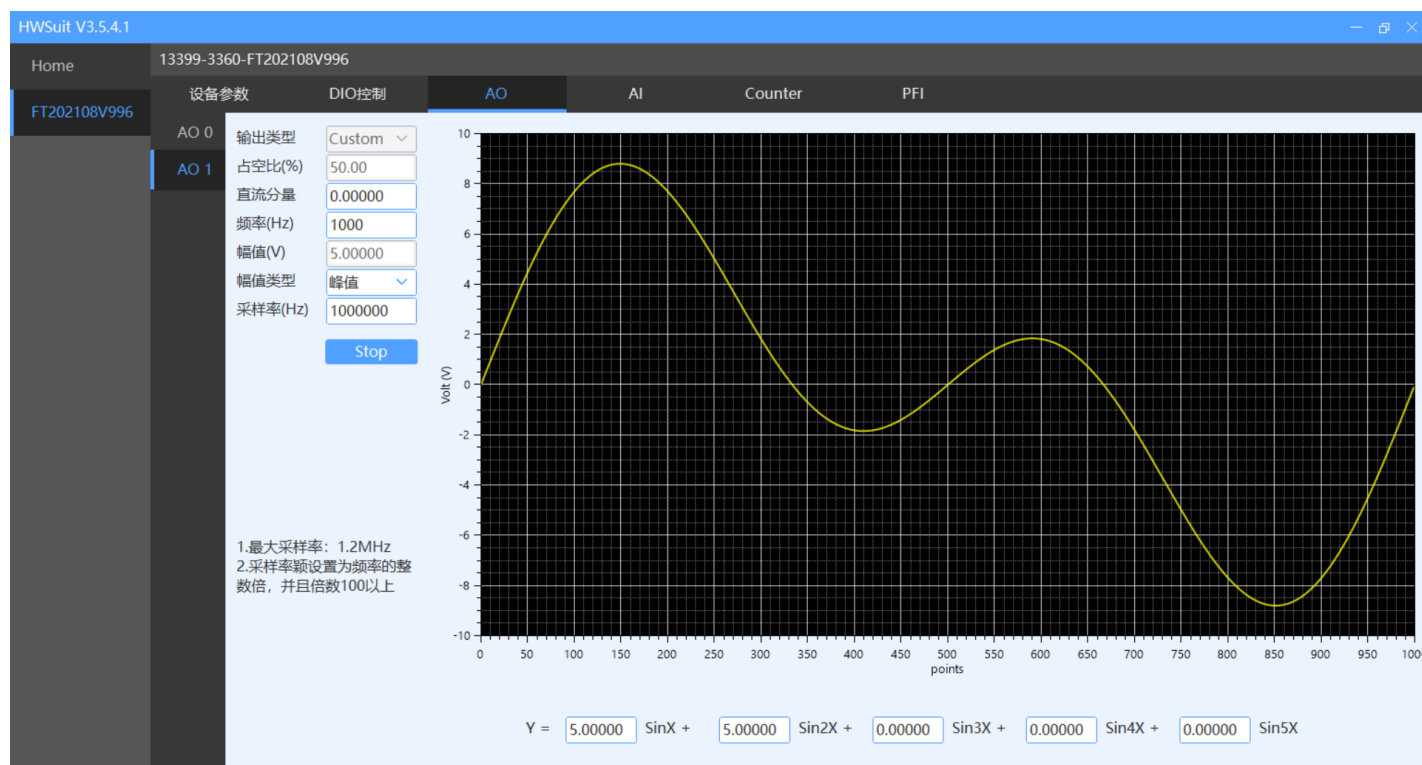 HWSuit V3.5.4.1
Home
13399-3360-FT202108V996
FT202108V996
设备参数 DIO控制 AO AI Counter PFI
AO 0
AO 1
输出类型 Custom
占空比(%) 50.00
直流分量 0.00000
频率(Hz) 1000
幅值(V) 5.00000
幅值类型 峰值
采样率(Hz) 1000000
Stop
1.最大采样率：1.2MHz
2.采样率颖设置为频率的整
数倍，并且倍数100以上
10
8
6
4
2
0
-2
-4
-6
-8
-10
Volt (V)
0 50 100 150 200 250 300 350 400 450 500 550 600 650 700 750 800 850 900 950 100
points
Y = 5.00000 SinX + 5.00000 Sin2X + 0.00000 Sin3X + 0.00000 Sin4X + 0.00000 Sin5X